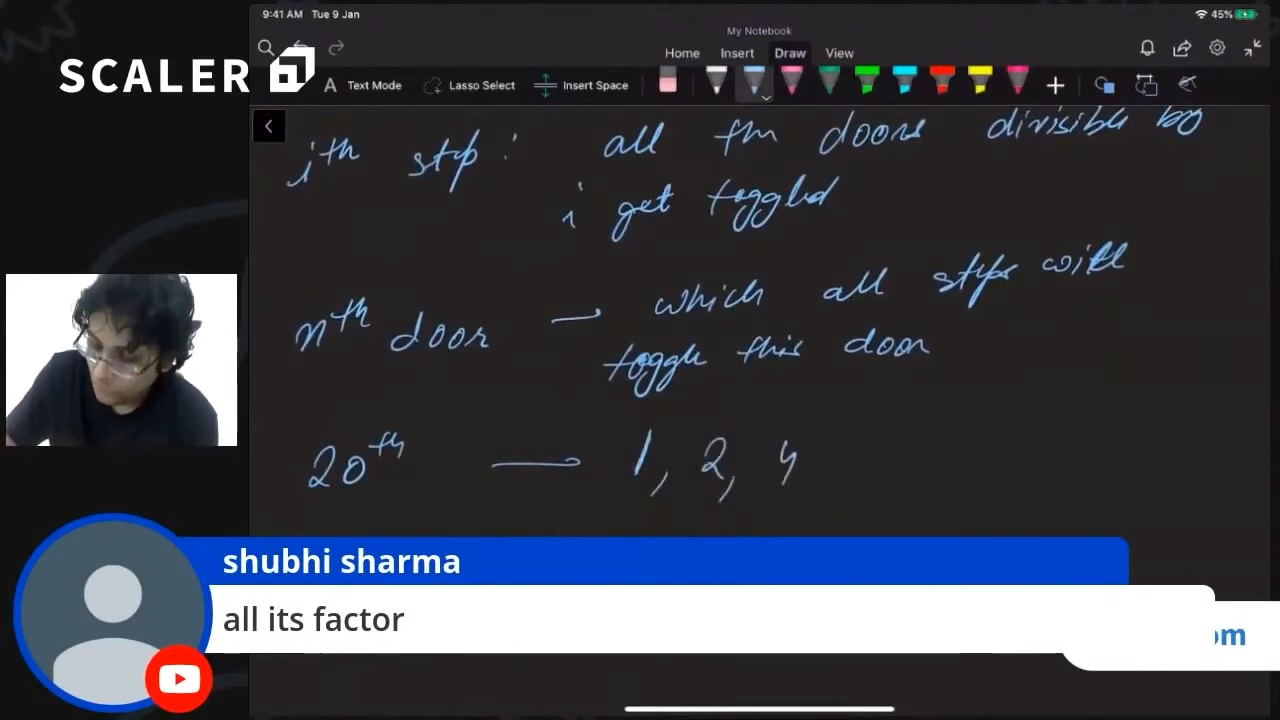 9:41 AM Tue 9 Jan
45%
My Notebook
SCALER
Home Insert Draw View
A Text Mode Lasso Select Insert Space
ith step : all the doors divisible by
i get toggled
nth door — which all steps will
toggle this door
20th — 1, 2, 4
shubhi sharma
all its factor
om